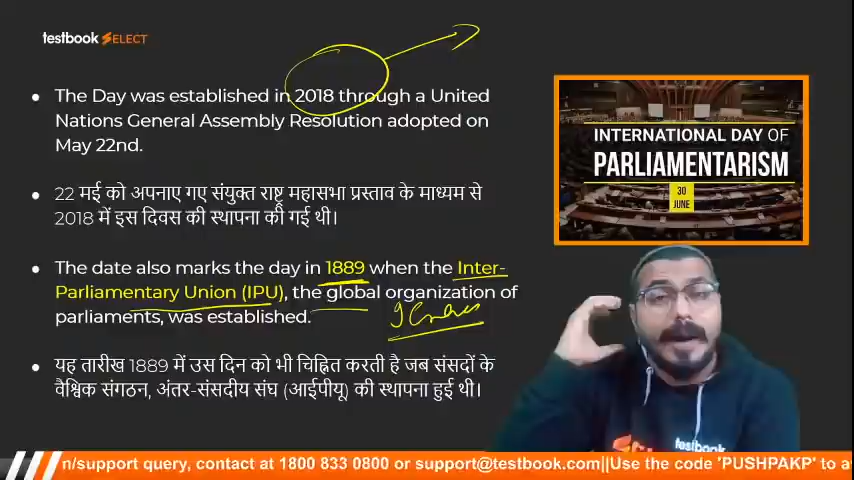 testbook SELECT
The Day was established in 2018 through a United
Nations General Assembly Resolution adopted on
May 22nd.
22 मई को अपनाए गए संयुक्त राष्ट्र महासभा प्रस्ताव के माध्यम से
2018 में इस दिवस की स्थापना की गई थी।
The date also marks the day in 1889 when the Inter-
Parliamentary Union (IPU), the global organization of
parliaments, was established.
यह तारीख 1889 में उस दिन को भी चिह्नित करती है जब संसदों के
वैश्विक संगठन, अंतर-संसदीय संघ (आईपीयू) की स्थापना हुई थी।
INTERNATIONAL DAY OF
PARLIAMENTARISM
30
JUNE
testbook
n/support query, contact at 1800 833 0800 or support@testbook.com||Use the code 'PUSHPAKP' to